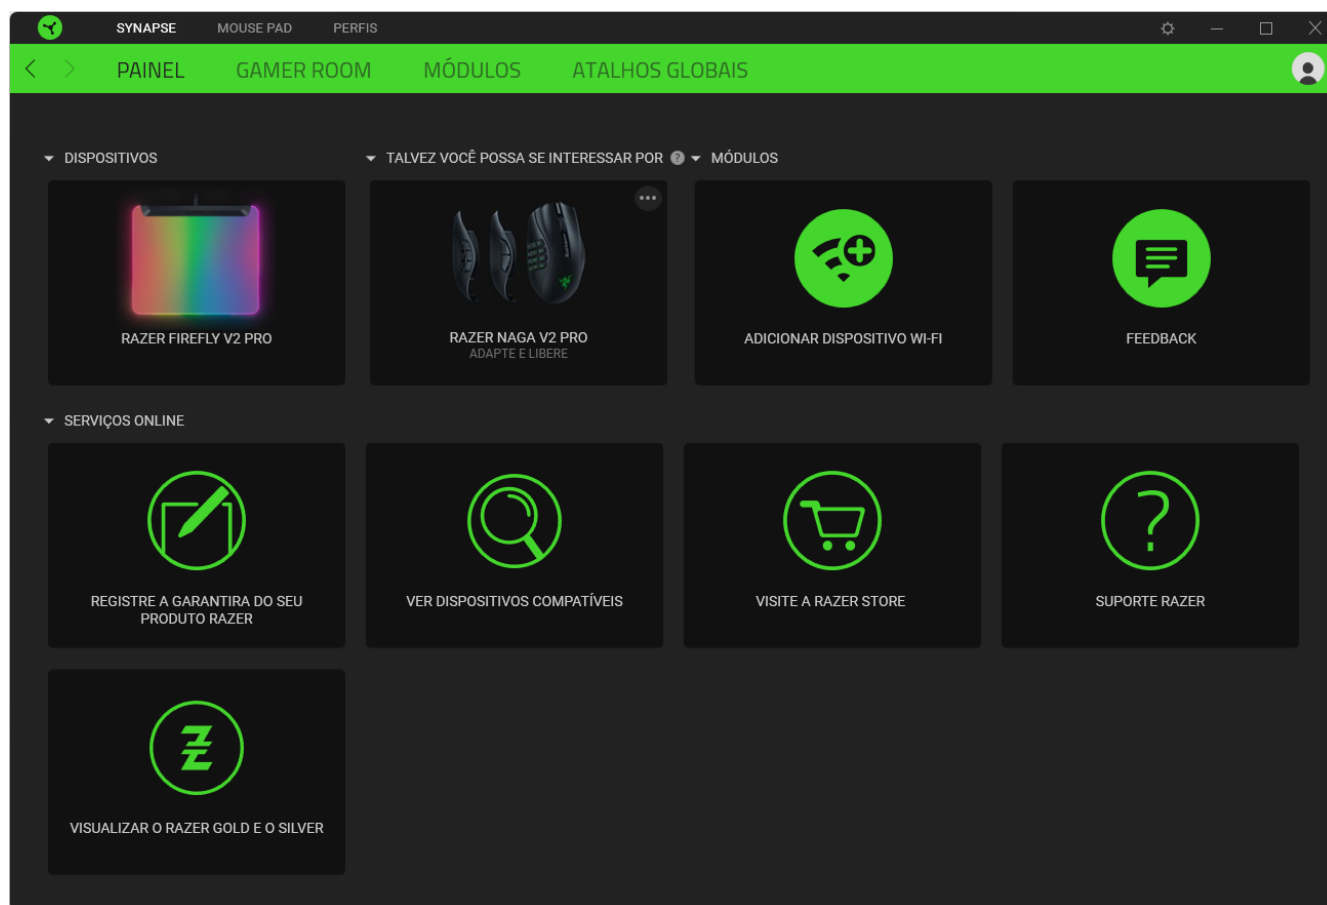 SYNAPSE MOUSE PAD PERFIS
PAINEL GAMER ROOM MÓDULOS ATALHOS GLOBAIS
DISPOSITIVOS
RAZER FIREFLY V2 PRO
TALVEZ VOCÊ POSSA SE INTERESSAR POR ?
RAZER NAGA V2 PRO
ADAPTE E LIBERE
MÓDULOS
ADICIONAR DISPOSITIVO WI-FI
FEEDBACK
SERVIÇOS ONLINE
REGISTRE A GARANTIRA DO SEU
PRODUTO RAZER
VER DISPOSITIVOS COMPATÍVEIS
VISITE A RAZER STORE
?
SUPORTE RAZER
VISUALIZAR O RAZER GOLD E O SILVER